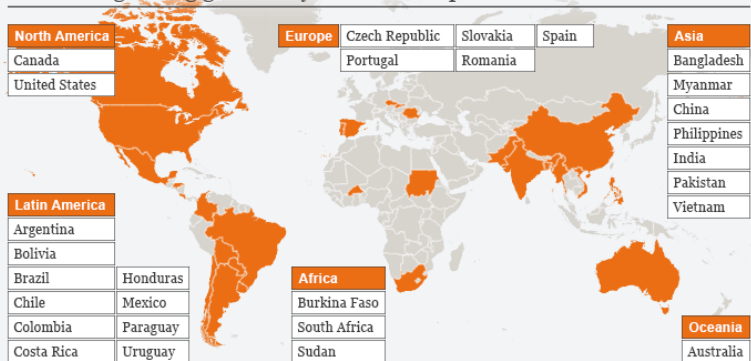 North America
Canada
United States
Europe
Czech Republic
Slovakia
Spain
Portugal
Romania
Asia
Bangladesh
Myanmar
China
Philippines
India
Pakistan
Vietnam
Latin America
Argentina
Bolivia
Brazil
Honduras
Chile
Mexico
Colombia
Paraguay
Costa Rica
Uruguay
Africa
Burkina Faso
South Africa
Sudan
Oceania
Australia